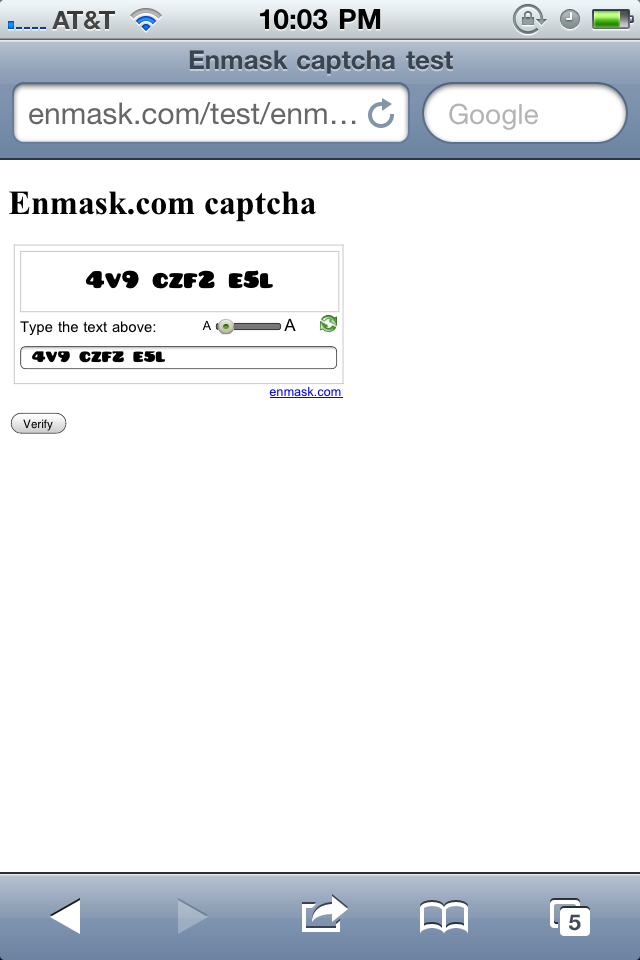 AT&T 10:03 PM
Enmask captcha test
enmask.com/test/enm... Google
Enmask.com captcha
4V9 CZF2 E5L
Type the text above: A A
4V9 CZF2 E5L
enmask.com
Verify
5